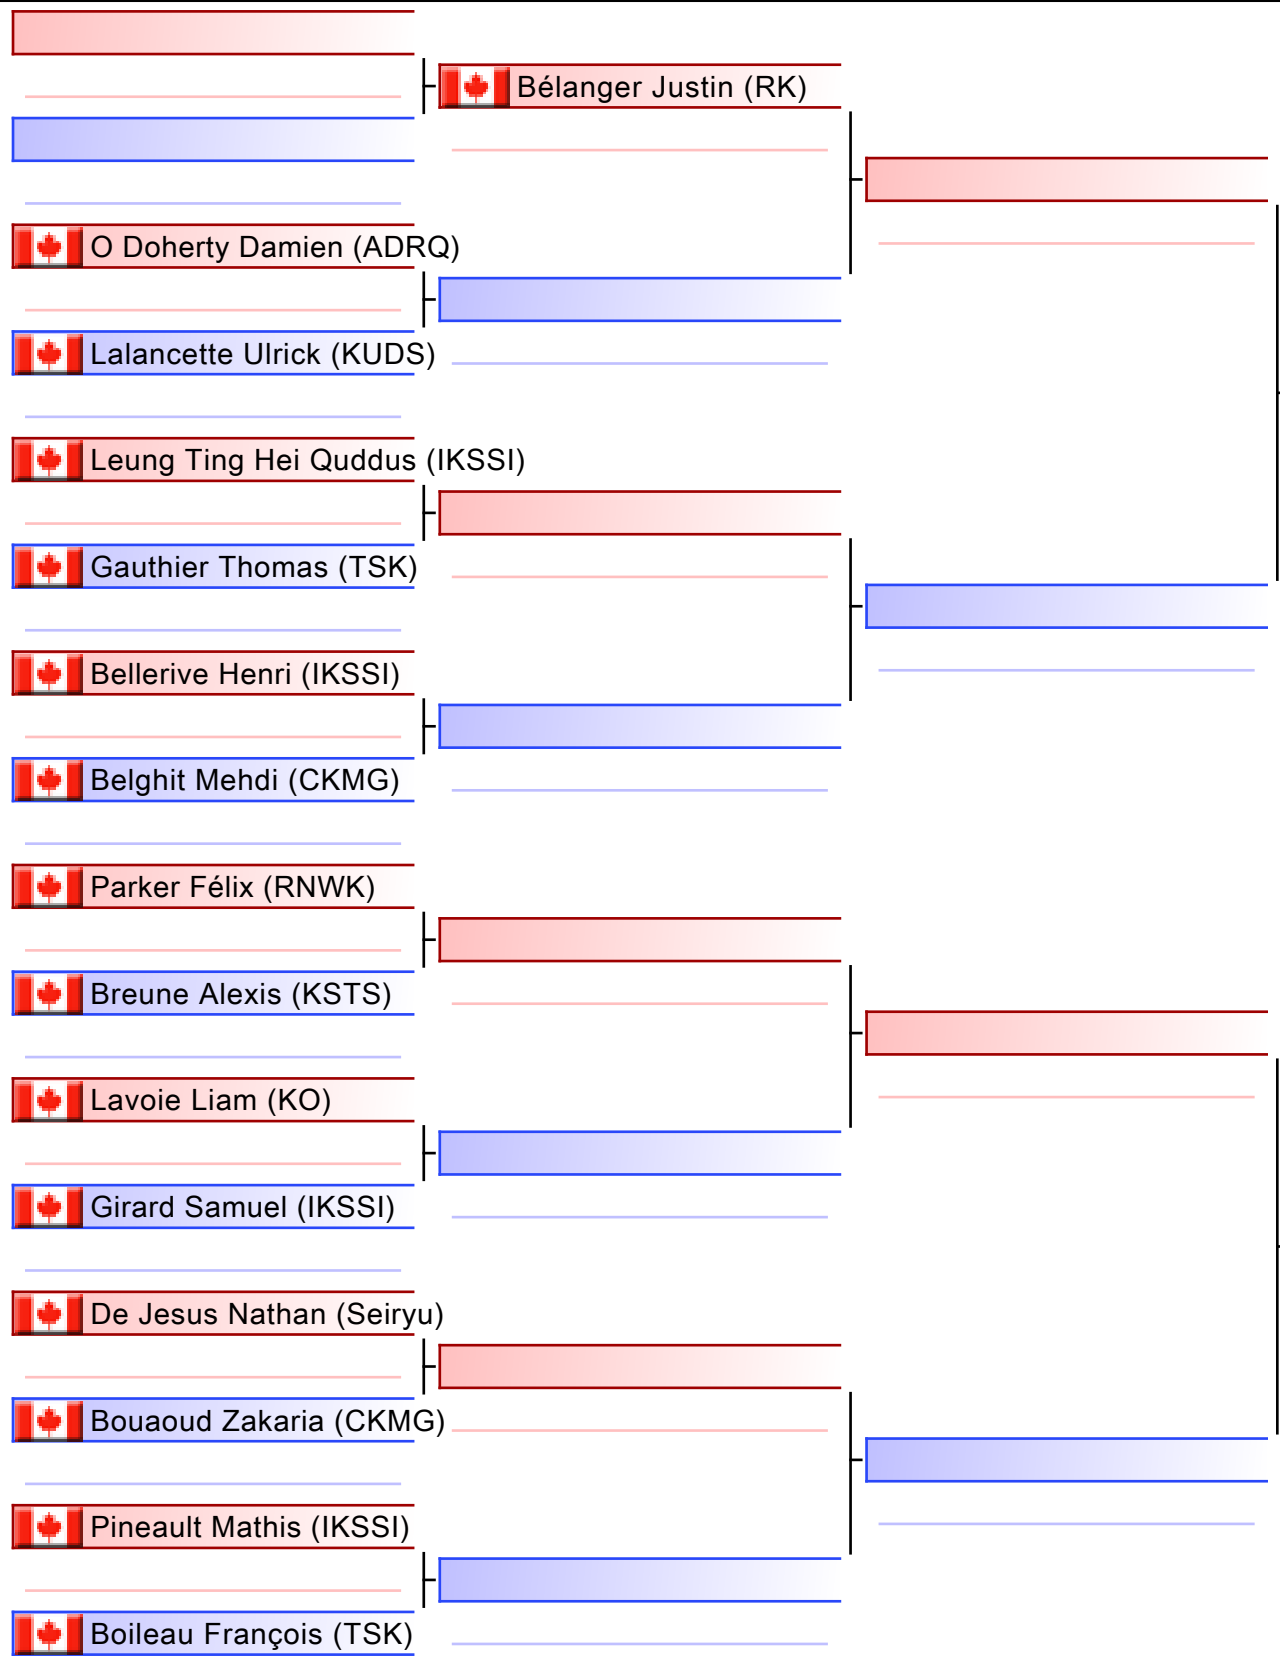 Bélanger Justin (RK)
O Doherty Damien (ADRQ)
Lalancette Ulrick (KUDS)
Leung Ting Hei Quddus (IKSSI)
Gauthier Thomas (TSK)
Bellerive Henri (IKSSI)
Belghit Mehdi (CKMG)
Parker Félix (RNWK)
Breune Alexis (KSTS)
Lavoie Liam (KO)
Girard Samuel (IKSSI)
De Jesus Nathan (Seiryu)
Bouaoud Zakaria (CKMG)
Pineault Mathis (IKSSI)
Boileau François (TSK)